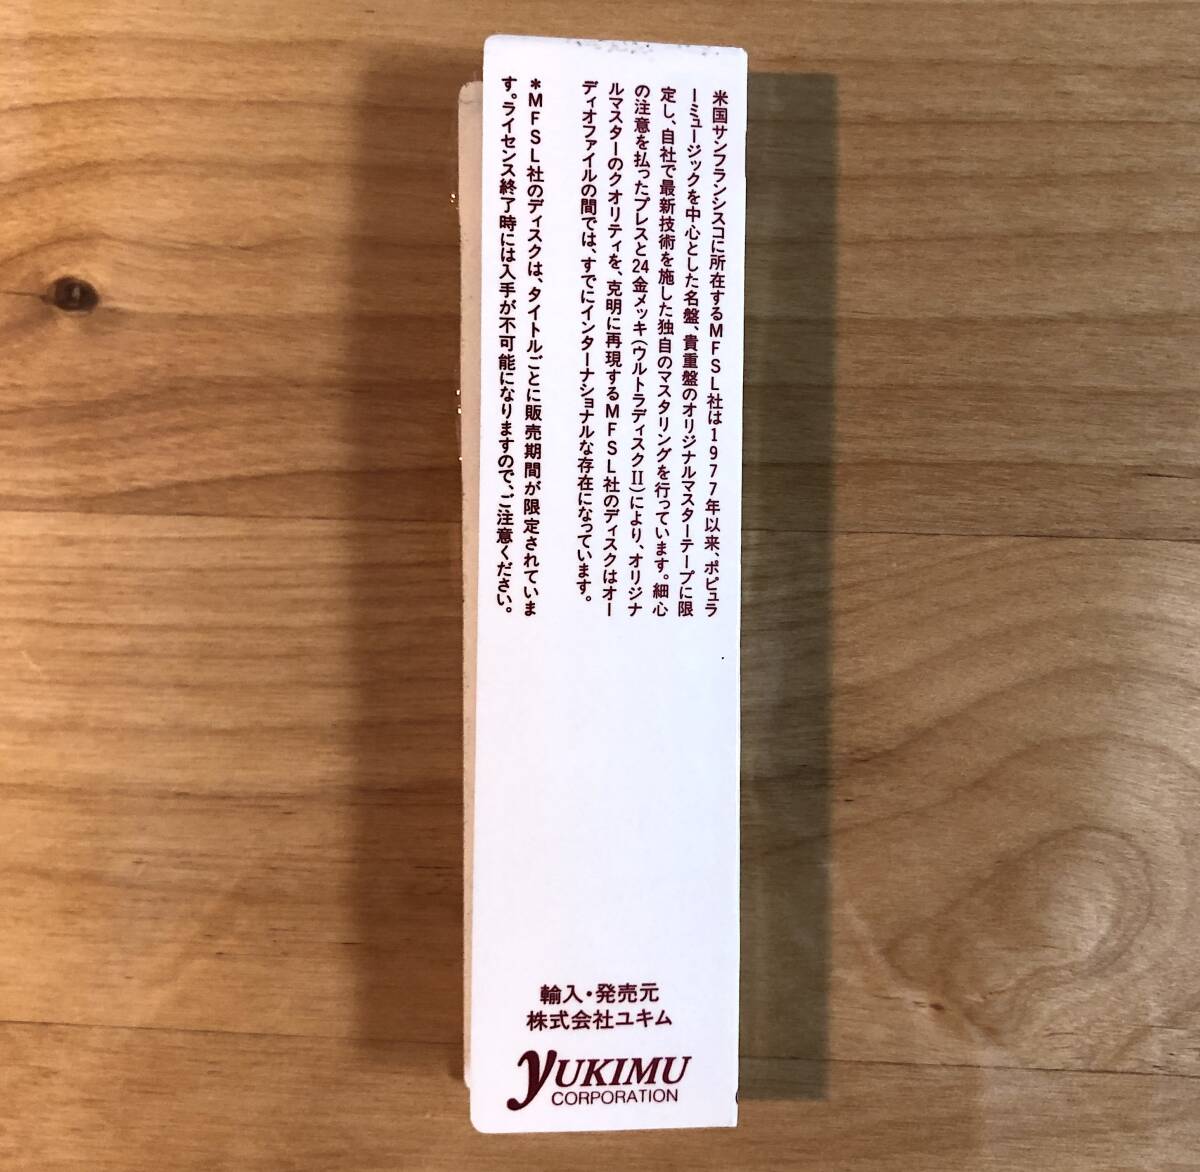 米国サンフランシスコに所在するMFSL社は1977年以来、ポピュラ
ーミュージックを中心とした名盤、貴重盤のオリジナルマスターテープに限
定し、自社で最新技術を施した独自のマスタリングを行っています。細心
の注意を払ったプレスと24金メッキ(ウルトラディスクII)により、オリジナ
ルマスターのクオリティを、克明に再現するMFSL社のディスクはオー
ディオファイルの間では、すでにインターナショナルな存在になっています。
＊MFSL社のディスクは、タイトルごとに販売期間が限定されていま
す。ライセンス終了時には入手が不可能になりますので、ご注意ください。
輸入・発売元
株式会社ユキム
YUKIMU
CORPORATION